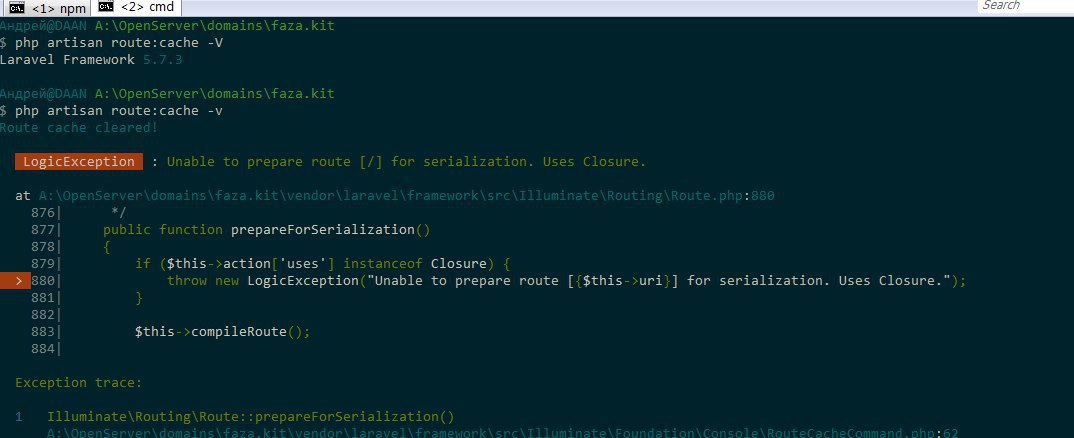 <1> npm <2> cmd Search
Андрей@DAAN A:\OpenServer\domains\faza.kit
$ php artisan route:cache -V
Laravel Framework 5.7.3
Андрей@DAAN A:\OpenServer\domains\faza.kit
$ php artisan route:cache -v
Route cache cleared!
LogicException : Unable to prepare route [/] for serialization. Uses Closure.
at A:\OpenServer\domains\faza.kit\vendor\laravel\framework\src\Illuminate\Routing\Route.php:880
876| */
877| public function prepareForSerialization()
878| {
879| if ($this->action['uses'] instanceof Closure) {
> 880| throw new LogicException("Unable to prepare route [{$this->uri}] for serialization. Uses Closure.");
881| }
882|
883| $this->compileRoute();
884|
Exception trace:
1 Illuminate\Routing\Route::prepareForSerialization()
A:\OpenServer\domains\faza.kit\vendor\laravel\framework\src\Illuminate\Foundation\Console\RouteCacheCommand.php:62